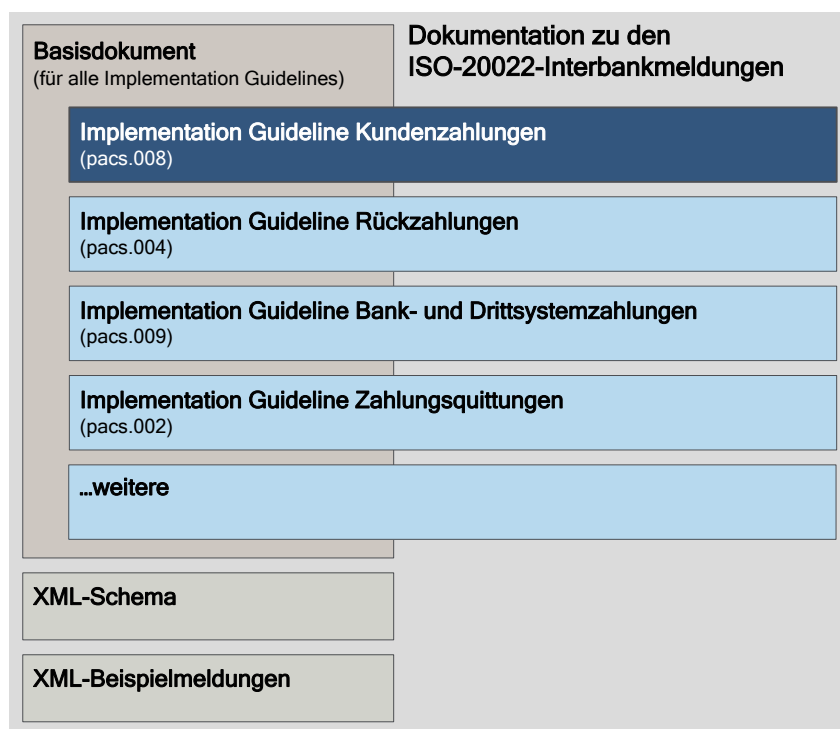 Basisdokument
(für alle Implementation Guidelines)
Dokumentation zu den
ISO-20022-Interbankmeldungen
Implementation Guideline Kundenzahlungen
(pacs.008)
Implementation Guideline Rückzahlungen
(pacs.004)
Implementation Guideline Bank- und Drittsystemzahlungen
(pacs.009)
Implementation Guideline Zahlungsquittungen
(pacs.002)
...weitere
XML-Schema
XML-Beispielmeldungen